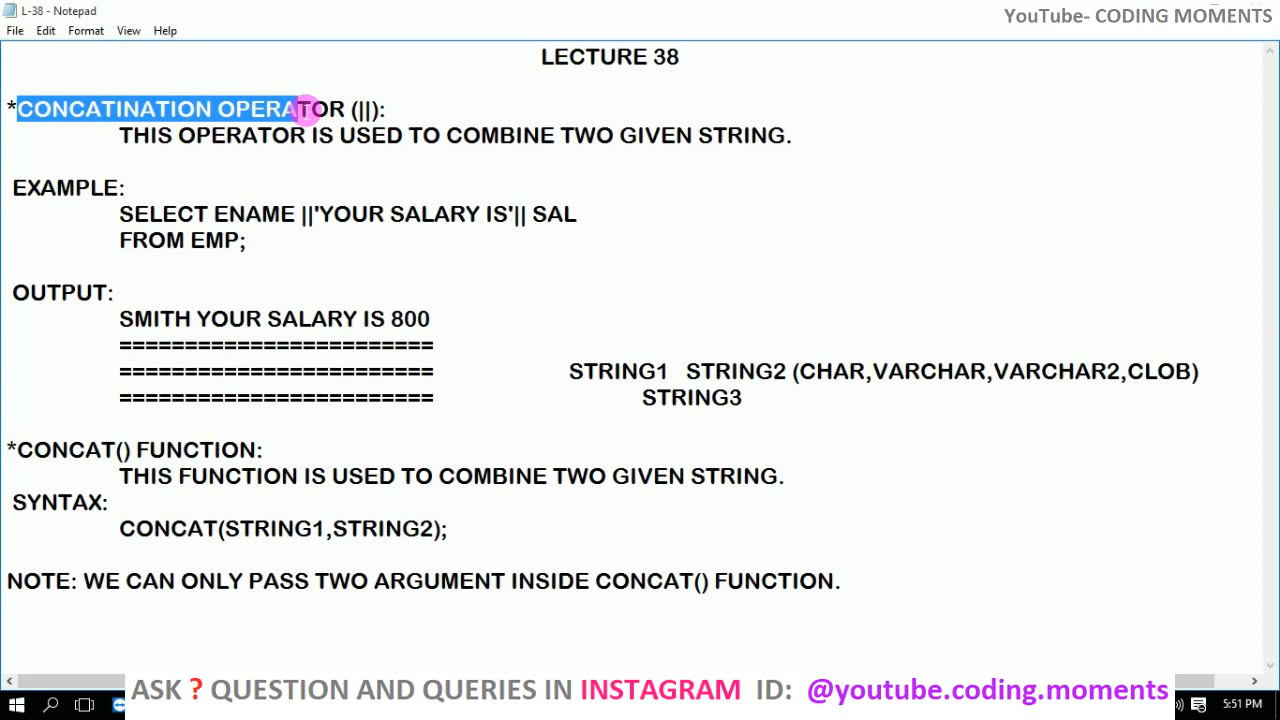 L-38 - Notepad
YouTube- CODING MOMENTS
File Edit Format View Help
LECTURE 38
*CONCATINATION OPERATOR (||):
THIS OPERATOR IS USED TO COMBINE TWO GIVEN STRING.
EXAMPLE:
SELECT ENAME ||'YOUR SALARY IS'|| SAL
FROM EMP;
OUTPUT:
SMITH YOUR SALARY IS 800
========================
========================
STRING1 STRING2 (CHAR,VARCHAR,VARCHAR2,CLOB)
========================
STRING3
*CONCAT() FUNCTION:
THIS FUNCTION IS USED TO COMBINE TWO GIVEN STRING.
SYNTAX:
CONCAT(STRING1,STRING2);
NOTE: WE CAN ONLY PASS TWO ARGUMENT INSIDE CONCAT() FUNCTION.
ASK ? QUESTION AND QUERIES IN INSTAGRAM ID: @youtube.coding.moments
5:51 PM